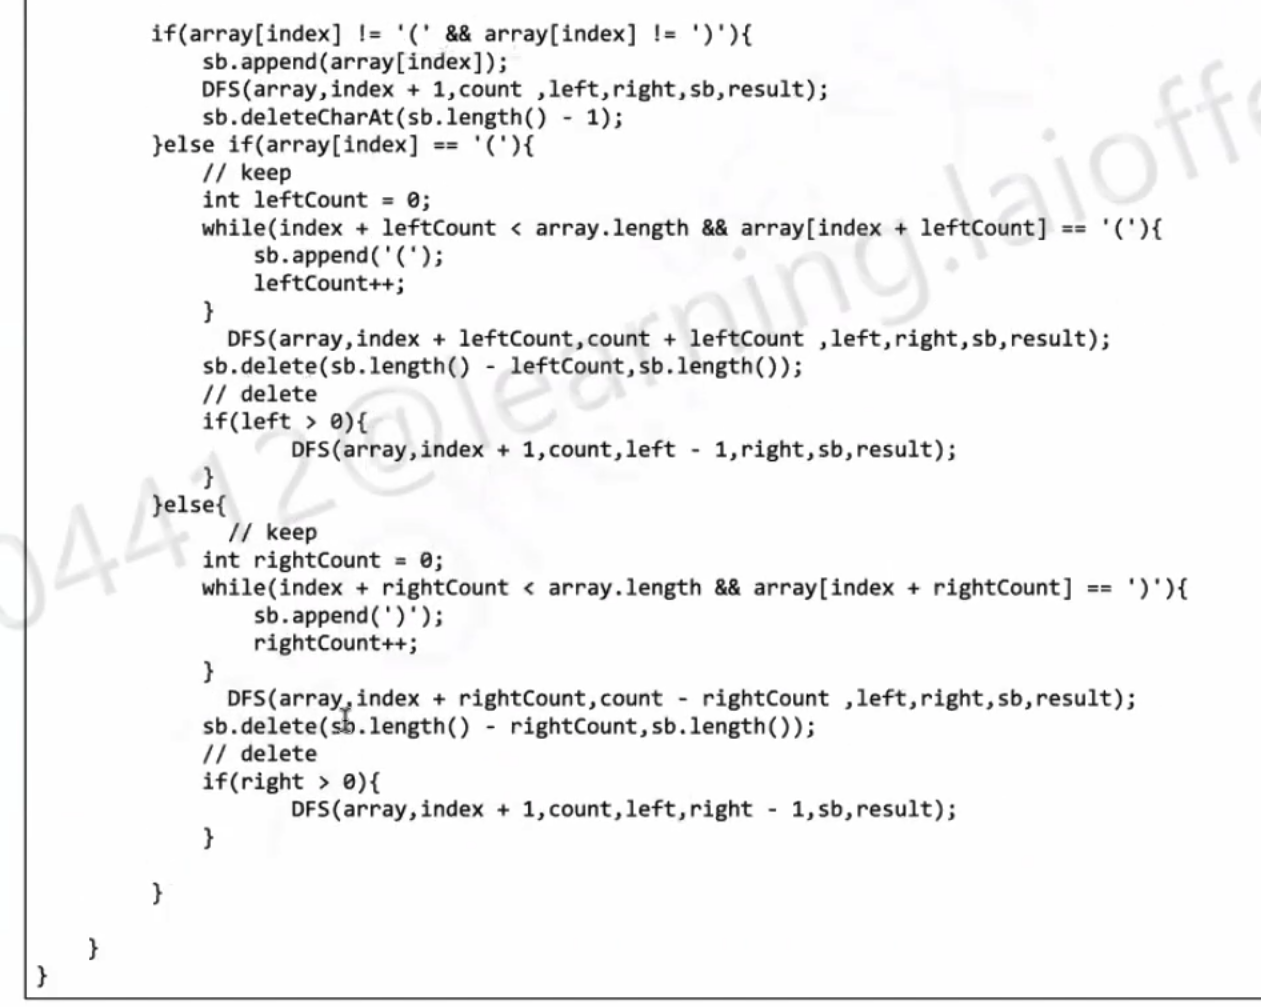 if(array[index] != '(' && array[index] != ')'){
sb.append(array[index]);
DFS(array,index + 1,count ,left,right,sb,result);
sb.deleteCharAt(sb.length() - 1);
}else if(array[index] == '('){
// keep
int leftCount = 0;
while(index + leftCount < array.length && array[index + leftCount] == '('){
sb.append('(');
leftCount++;
}
DFS(array,index + leftCount,count + leftCount ,left,right,sb,result);
sb.delete(sb.length() - leftCount,sb.length());
// delete
if(left > 0){
DFS(array,index + 1,count,left - 1,right,sb,result);
}
}else{
// keep
int rightCount = 0;
while(index + rightCount < array.length && array[index + rightCount] == ')'){
sb.append(')');
rightCount++;
}
DFS(array,index + rightCount,count - rightCount ,left,right,sb,result);
sb.delete(sb.length() - rightCount,sb.length());
// delete
if(right > 0){
DFS(array,index + 1,count,left,right - 1,sb,result);
}
}
}
}
04412@learning.laioffe